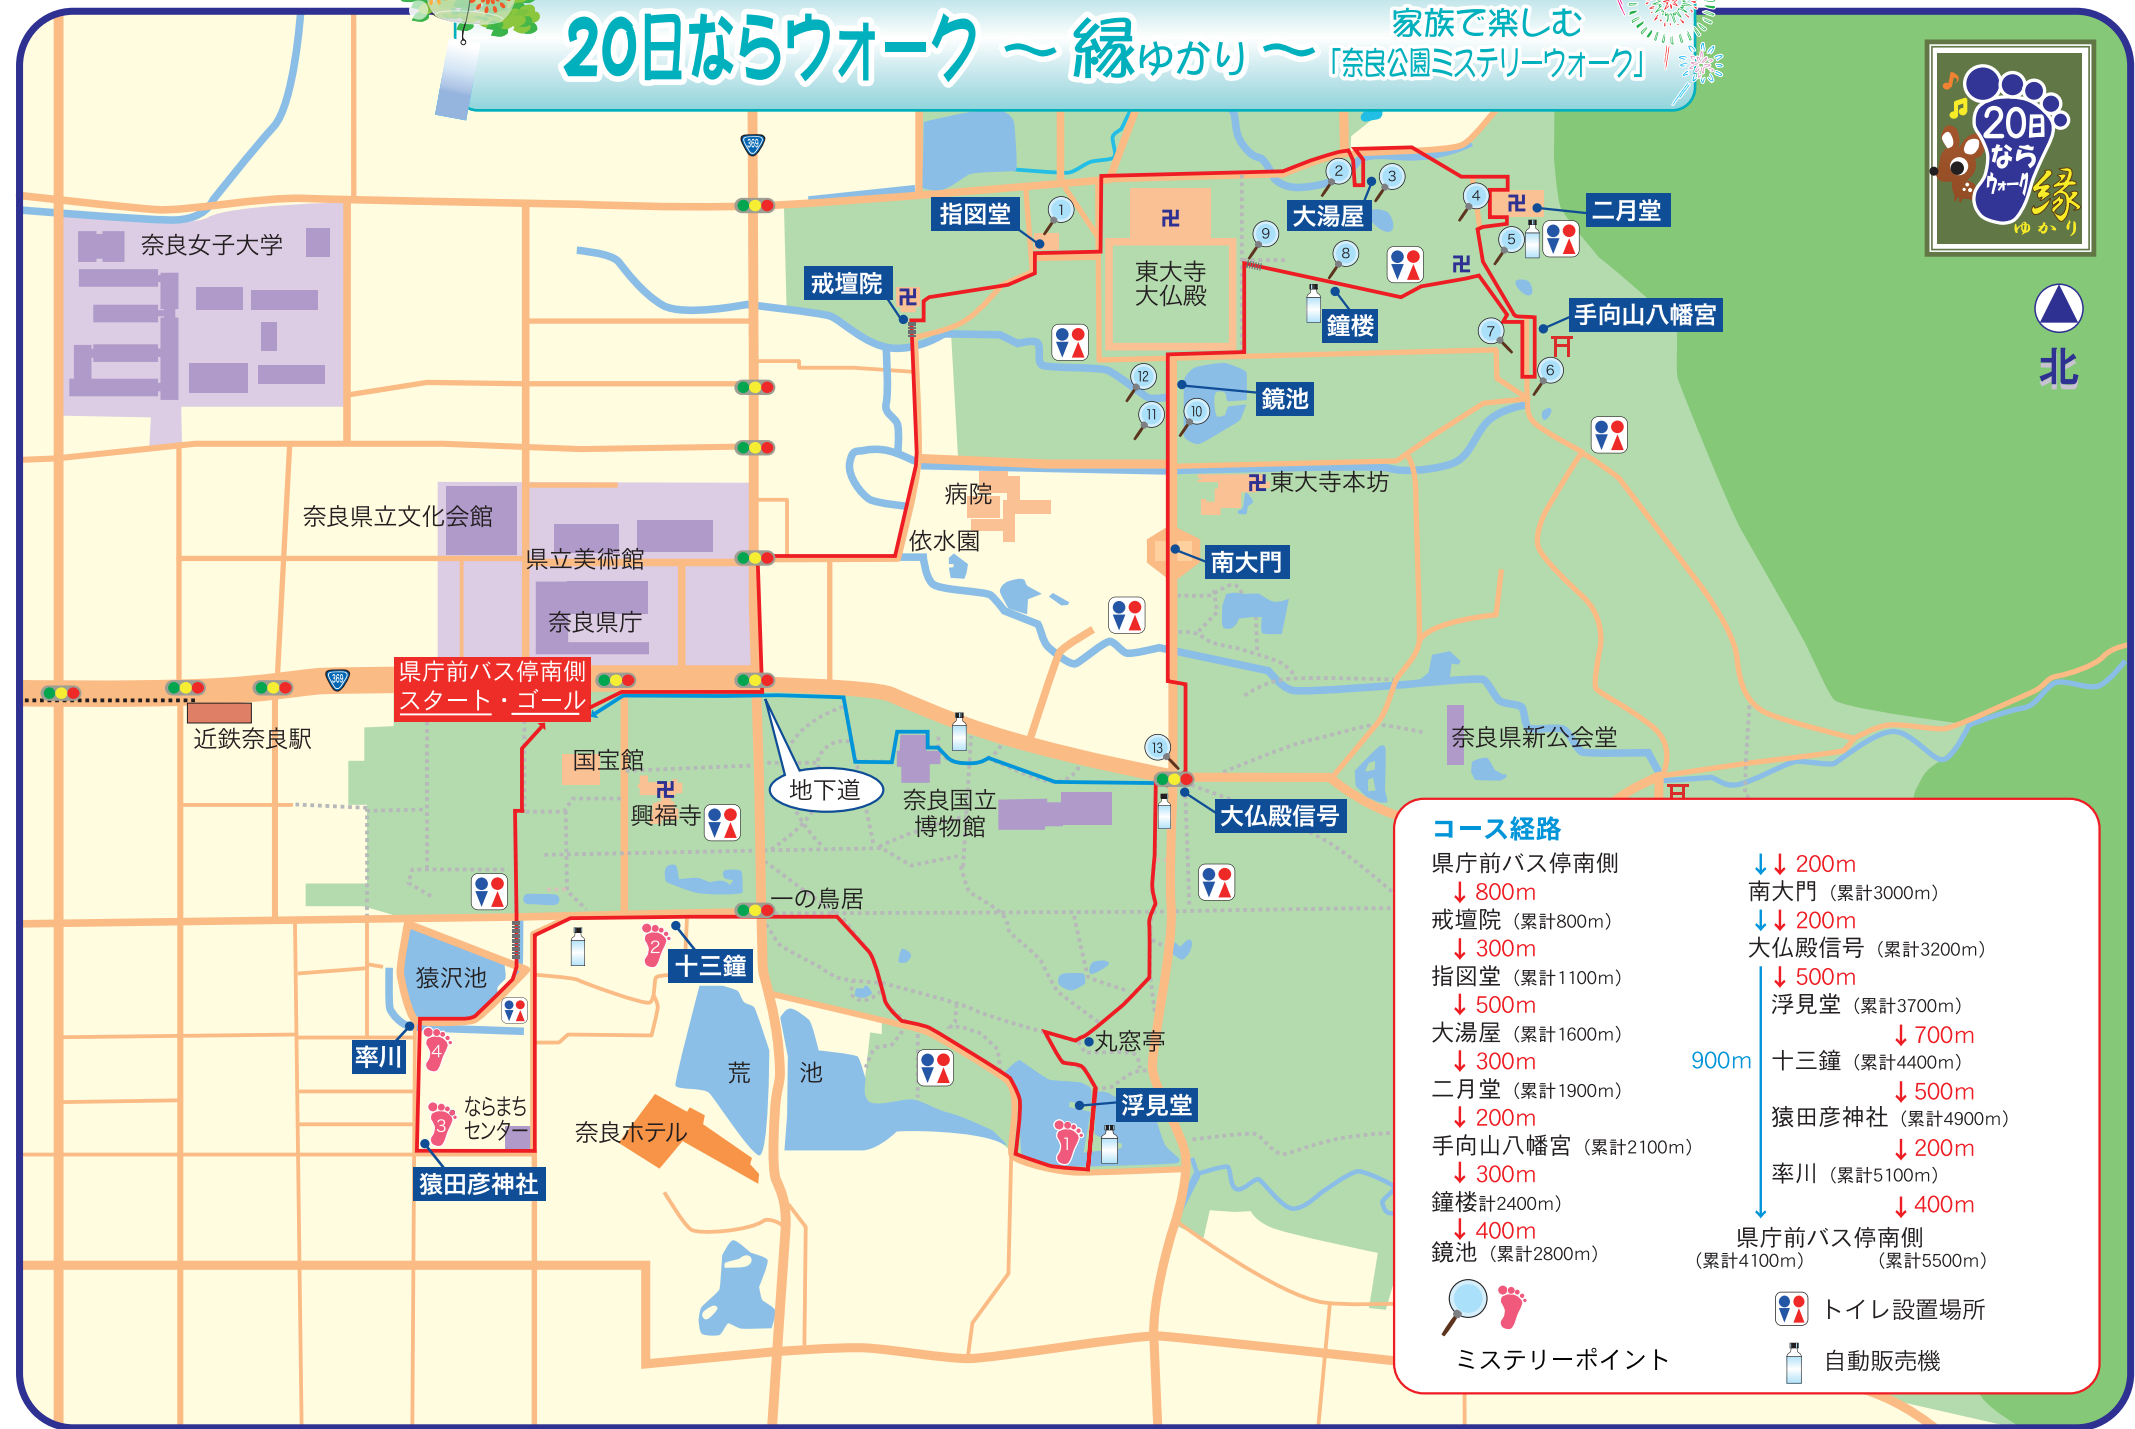 20日ならウォーク ～縁ゆかり～
家族で楽しむ
「奈良公園ミステリーウォーク」
20日
なら
ウォーク
縁
ゆかり
北
369
奈良女子大学
指図堂
1
2
3
大湯屋
4
二月堂
5
9
8
戒壇院
東大寺
大仏殿
鐘楼
手向山八幡宮
7
6
12
11
10
鏡池
病院
東大寺本坊
依水園
南大門
奈良県立文化会館
県立美術館
奈良県庁
369
県庁前バス停南側
スタート・ゴール
近鉄奈良駅
国宝館
興福寺
地下道
奈良国立
博物館
13
大仏殿信号
奈良県新公会堂
一の鳥居
猿沢池
2
十三鐘
率川
4
3
ならまち
センター
猿田彦神社
奈良ホテル
荒
池
丸窓亭
浮見堂
1
コース経路
県庁前バス停南側
↓800m
戒壇院（累計800m）
↓300m
指図堂（累計1100m）
↓500m
大湯屋（累計1600m）
↓300m
二月堂（累計1900m）
↓200m
手向山八幡宮（累計2100m）
↓300m
鐘楼計2400m）
↓400m
鏡池（累計2800m）
↓↓200m
南大門（累計3000m）
↓↓200m
大仏殿信号（累計3200m）
↓500m
浮見堂（累計3700m）
↓700m
900m
十三鐘（累計4400m）
↓500m
猿田彦神社（累計4900m）
↓200m
率川（累計5100m）
↓400m
県庁前バス停南側
（累計4100m）
（累計5500m）
ミステリーポイント
トイレ設置場所
自動販売機